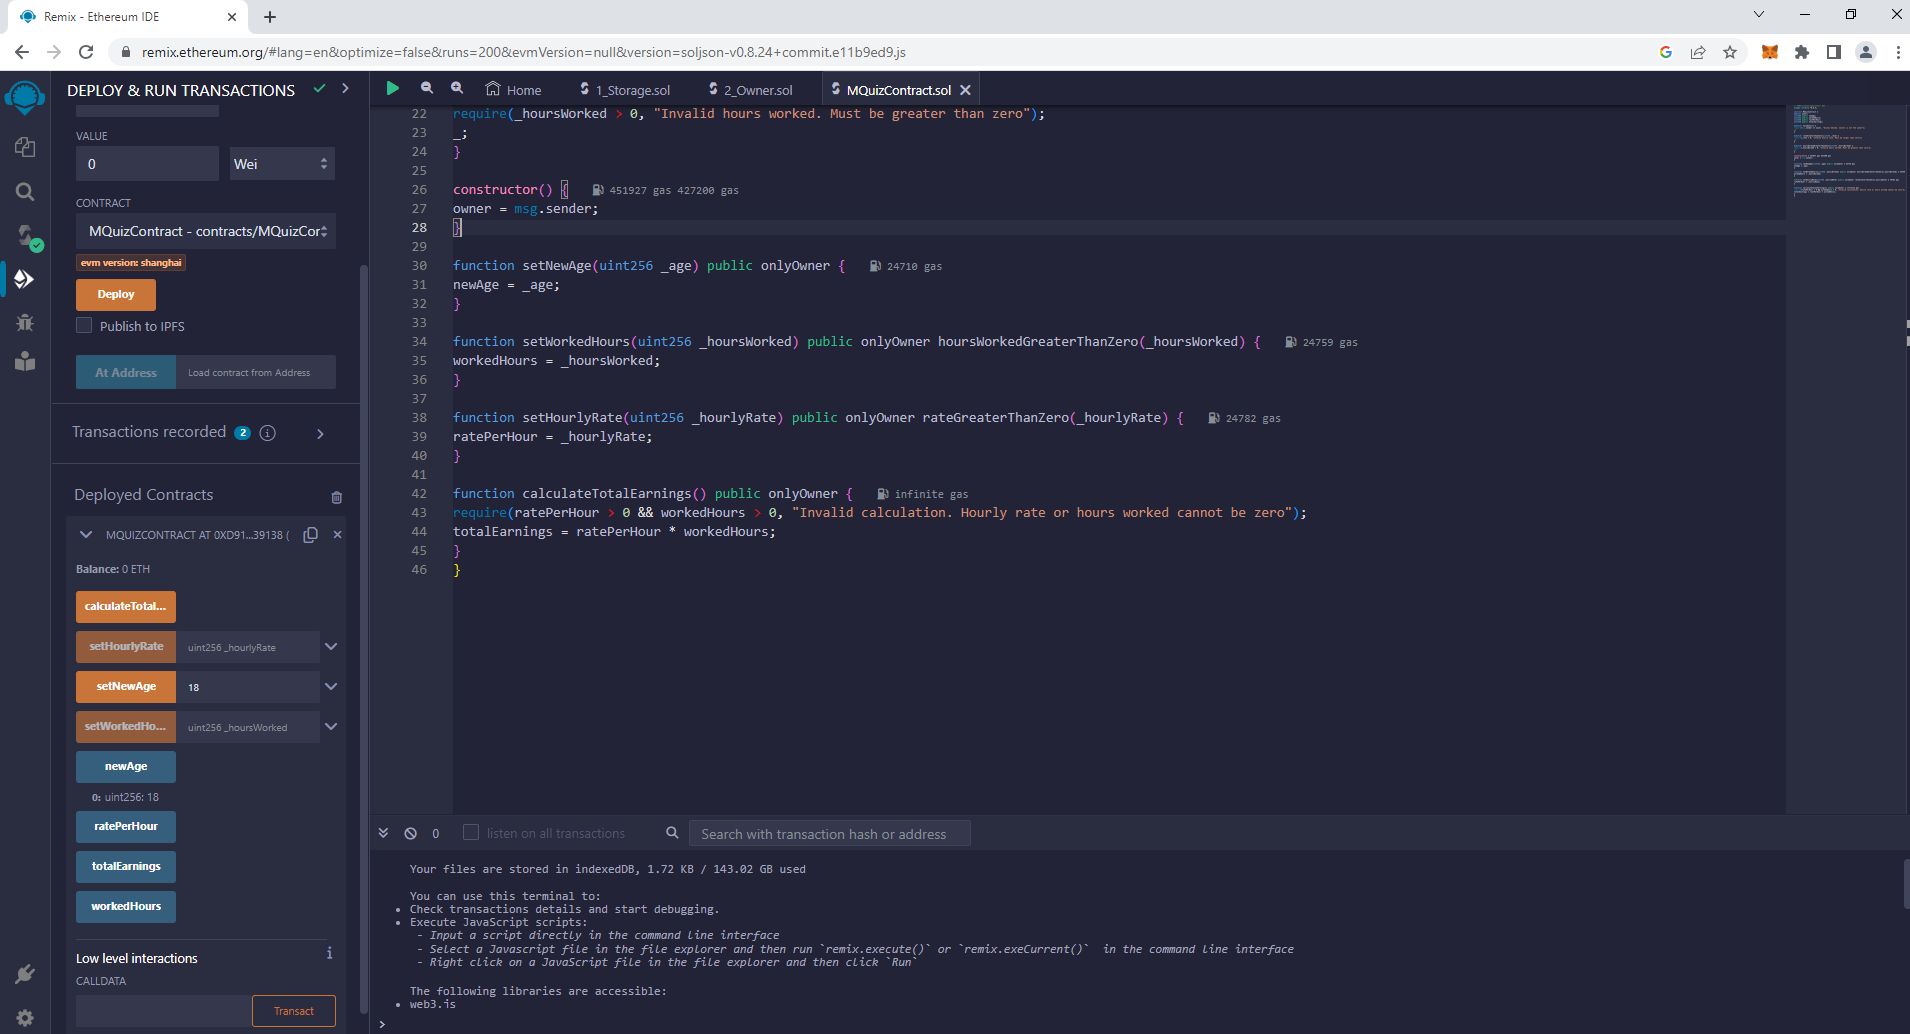 Remix - Ethereum IDE
remix.ethereum.org/#lang=en&optimize=false&runs=200&evmVersion=null&version=soljson-v0.8.24+commit.e11b9ed9.js
DEPLOY & RUN TRANSACTIONS
VALUE
0
Wei
CONTRACT
MQuizContract - contracts/MQuizCor
evm version: shanghai
Deploy
Publish to IPFS
At Address
Load contract from Address
Transactions recorded 2 i
Deployed Contracts
MQUIZCONTRACT AT 0XD91...39138 (
Balance: 0 ETH
calculateTotal...
setHourlyRate
uint256 _hourlyRate
setNewAge
18
setWorkedHo...
uint256 _hoursWorked
newAge
0: uint256: 18
ratePerHour
totalEarnings
workedHours
Low level interactions
i
CALLDATA
Transact
Home
1_Storage.sol
2_Owner.sol
MQuizContract.sol
22 require(_hoursWorked > 0, "Invalid hours worked. Must be greater than zero");
23 _;
24 }
25
26 constructor() { 451927 gas 427200 gas
27 owner = msg.sender;
28 }
29
30 function setNewAge(uint256 _age) public onlyOwner { 24710 gas
31 newAge = _age;
32 }
33
34 function setWorkedHours(uint256 _hoursWorked) public onlyOwner hoursWorkedGreaterThanZero(_hoursWorked) { 24759 gas
35 workedHours = _hoursWorked;
36 }
37
38 function setHourlyRate(uint256 _hourlyRate) public onlyOwner rateGreaterThanZero(_hourlyRate) { 24782 gas
39 ratePerHour = _hourlyRate;
40 }
41
42 function calculateTotalEarnings() public onlyOwner { infinite gas
43 require(ratePerHour > 0 && workedHours > 0, "Invalid calculation. Hourly rate or hours worked cannot be zero");
44 totalEarnings = ratePerHour * workedHours;
45 }
46 }
0
listen on all transactions
Search with transaction hash or address
Your files are stored in indexedDB, 1.72 KB / 143.02 GB used
You can use this terminal to:
• Check transactions details and start debugging.
• Execute JavaScript scripts:
- Input a script directly in the command line interface
- Select a Javascript file in the file explorer and then run `remix.execute()` or `remix.exeCurrent()` in the command line interface
- Right click on a JavaScript file in the file explorer and then click `Run`
The following libraries are accessible:
• web3.js
>